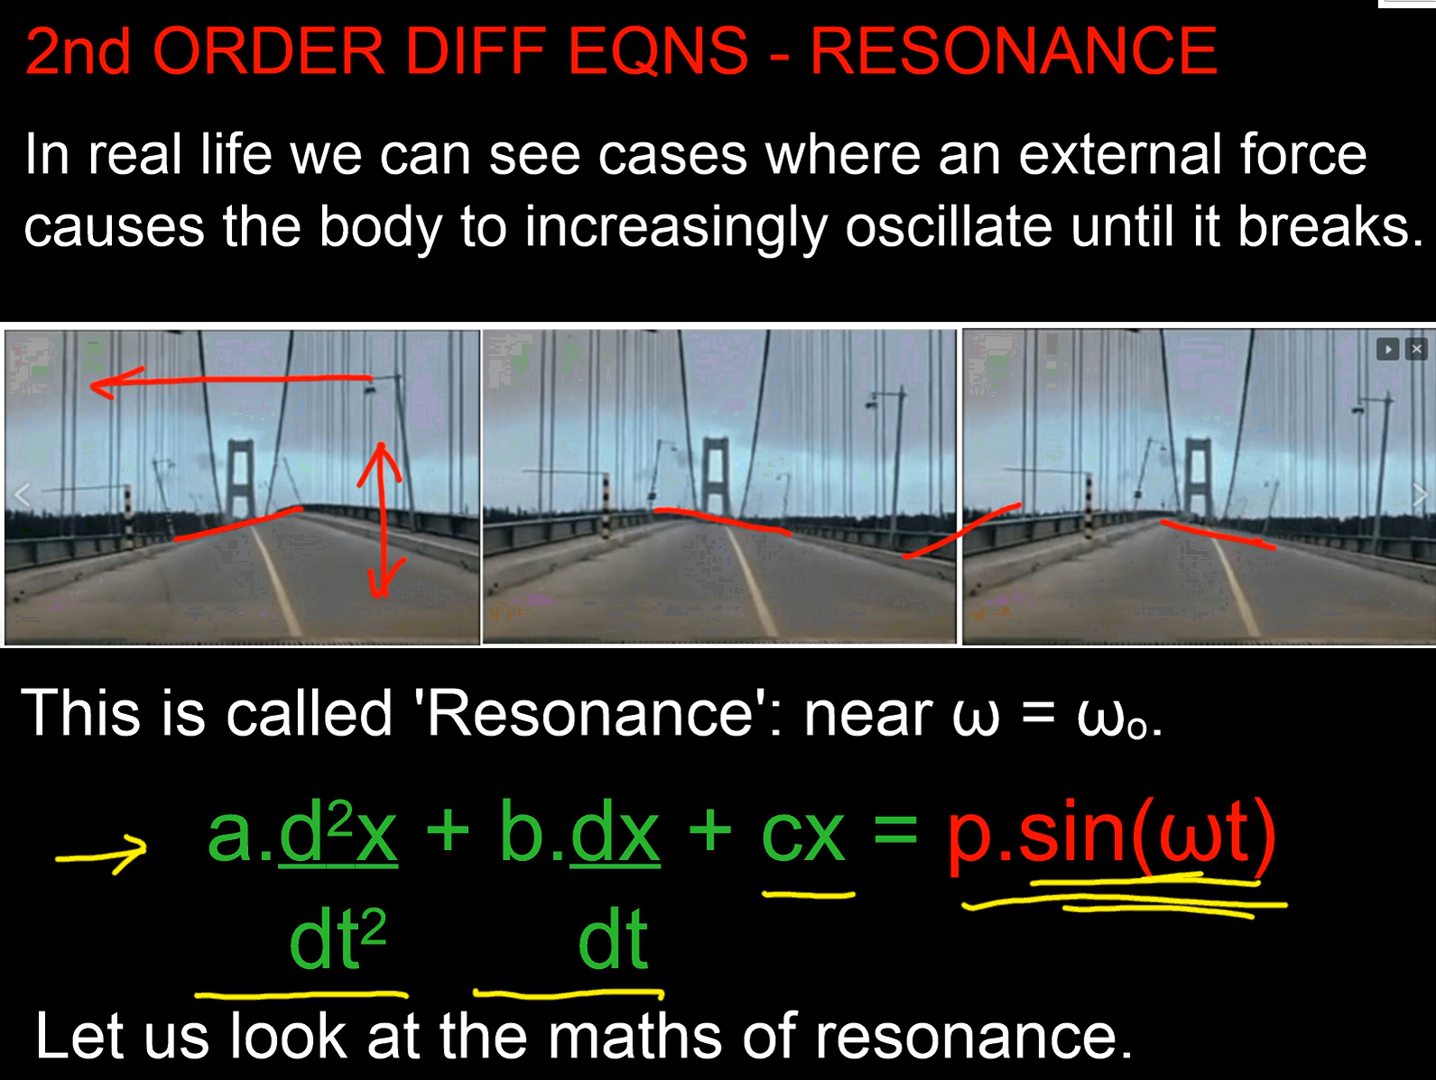 2nd ORDER DIFF EQNS - RESONANCE
In real life we can see cases where an external force
causes the body to increasingly oscillate until it breaks.
This is called 'Resonance': near ω = ω₀.
a.d²x + b.dx + cx = p.sin(ωt)
dt² dt
Let us look at the maths of resonance.